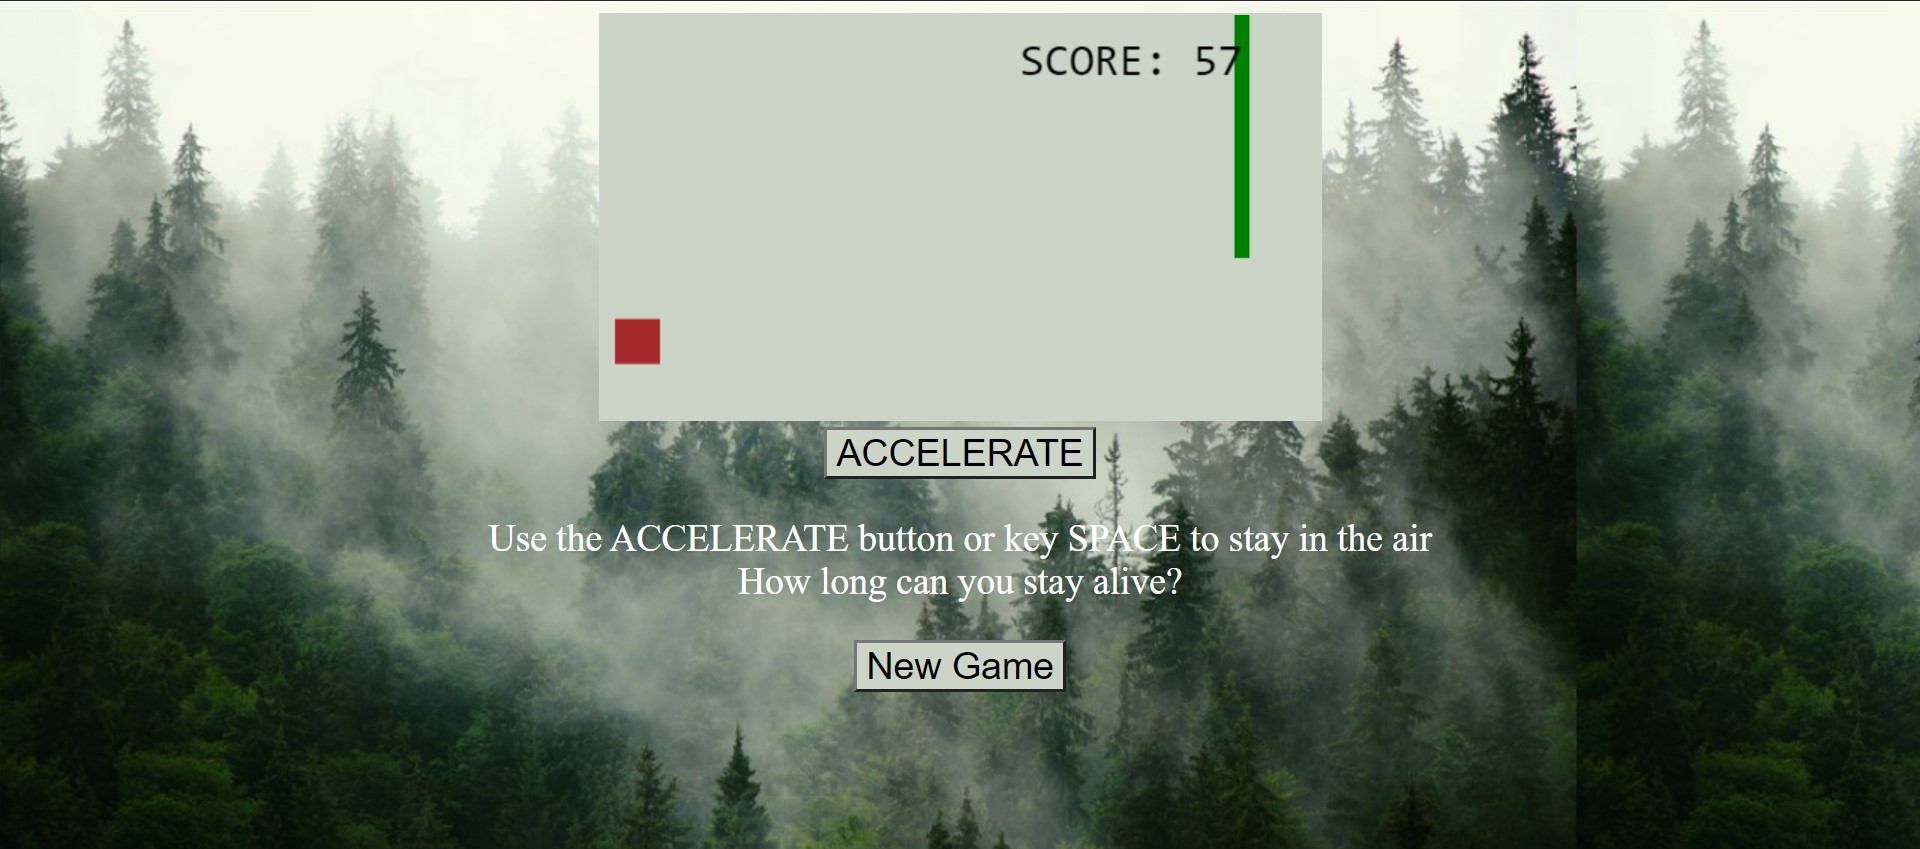 SCORE: 57
ACCELERATE
Use the ACCELERATE button or key SPACE to stay in the air
How long can you stay alive?
New Game